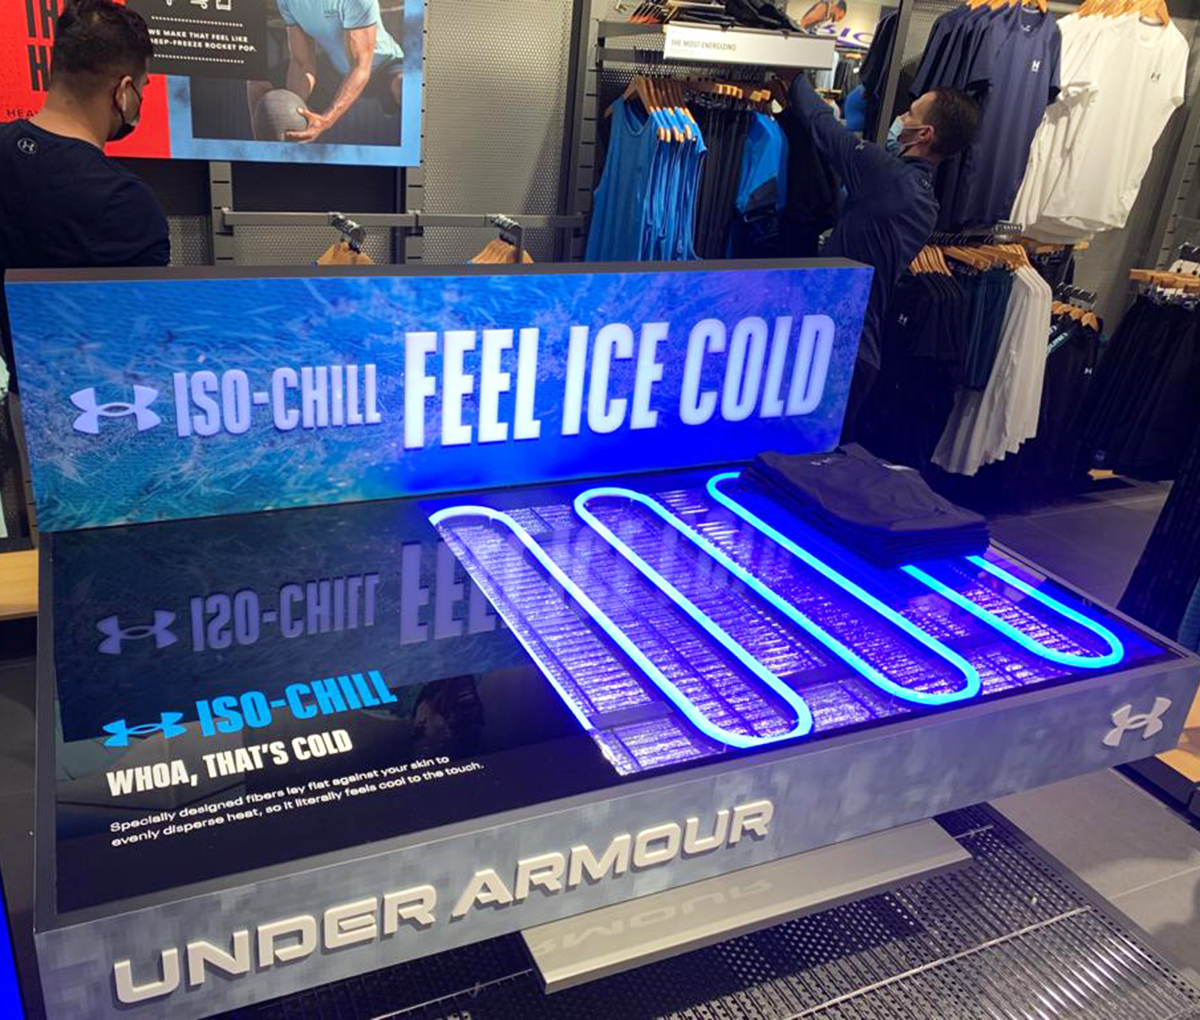 WE MAKE THAT FEEL LIKE
DEEP-FREEZE ROCKET POP.
THE MOST ENERGIZING
ISO-CHILL FEEL ICE COLD
ISO-CHILL
WHOA, THAT'S COLD
Specially designed fibers lay flat against your skin to
evenly disperse heat, so it literally feels cool to the touch.
UNDER ARMOUR